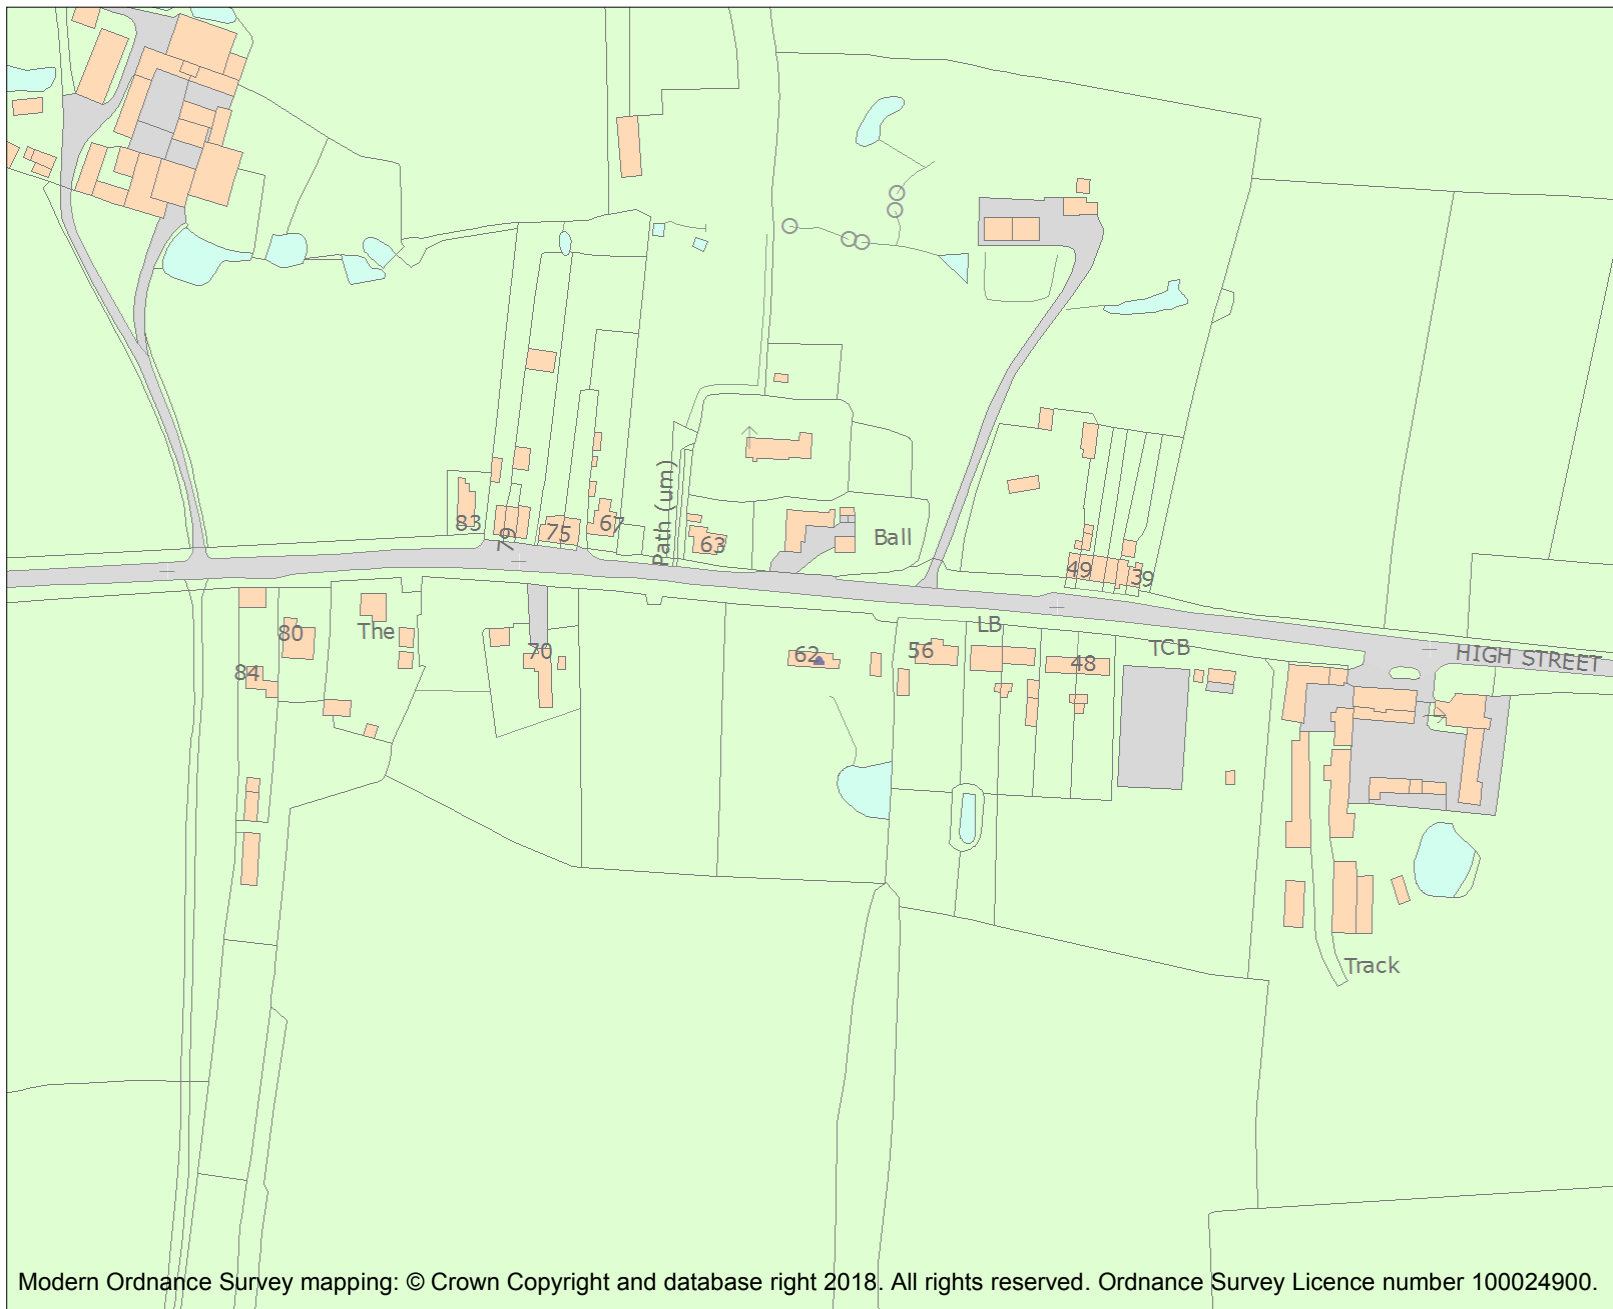 83
79
75
67
Path (um)
63
Ball
49
39
80
The
84
70
62
56
LB
48
TCB
HIGH STREET
Track
Modern Ordnance Survey mapping: © Crown Copyright and database right 2018. All rights reserved. Ordnance Survey Licence number 100024900.